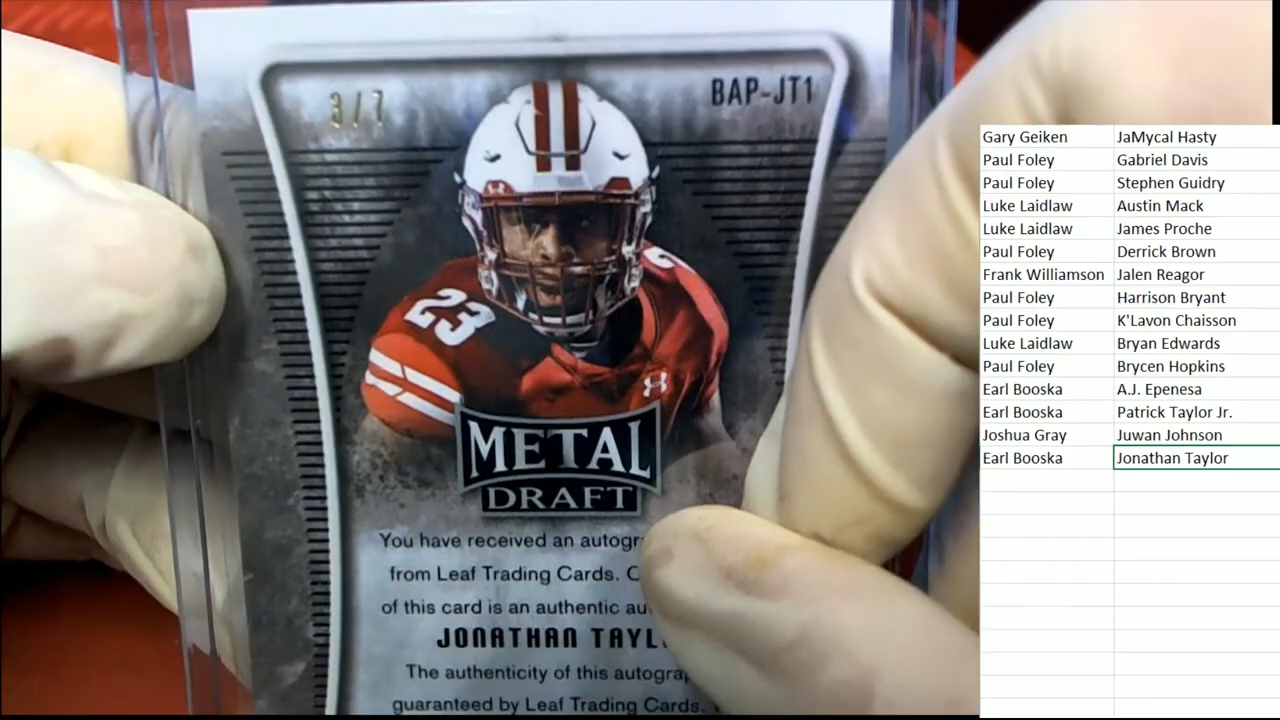 3/7
BAP-JT1
23
METAL
DRAFT
You have received an autogr
from Leaf Trading Cards.
of this card is an authentic au
JONATHAN TAYL
The authenticity of this autogra
guaranteed by Leaf Trading Cards.
Gary Geiken JaMycal Hasty
Paul Foley Gabriel Davis
Paul Foley Stephen Guidry
Luke Laidlaw Austin Mack
Luke Laidlaw James Proche
Paul Foley Derrick Brown
Frank Williamson Jalen Reagor
Paul Foley Harrison Bryant
Paul Foley K'Lavon Chaisson
Luke Laidlaw Bryan Edwards
Paul Foley Brycen Hopkins
Earl Booska A.J. Epenesa
Earl Booska Patrick Taylor Jr.
Joshua Gray Juwan Johnson
Earl Booska Jonathan Taylor